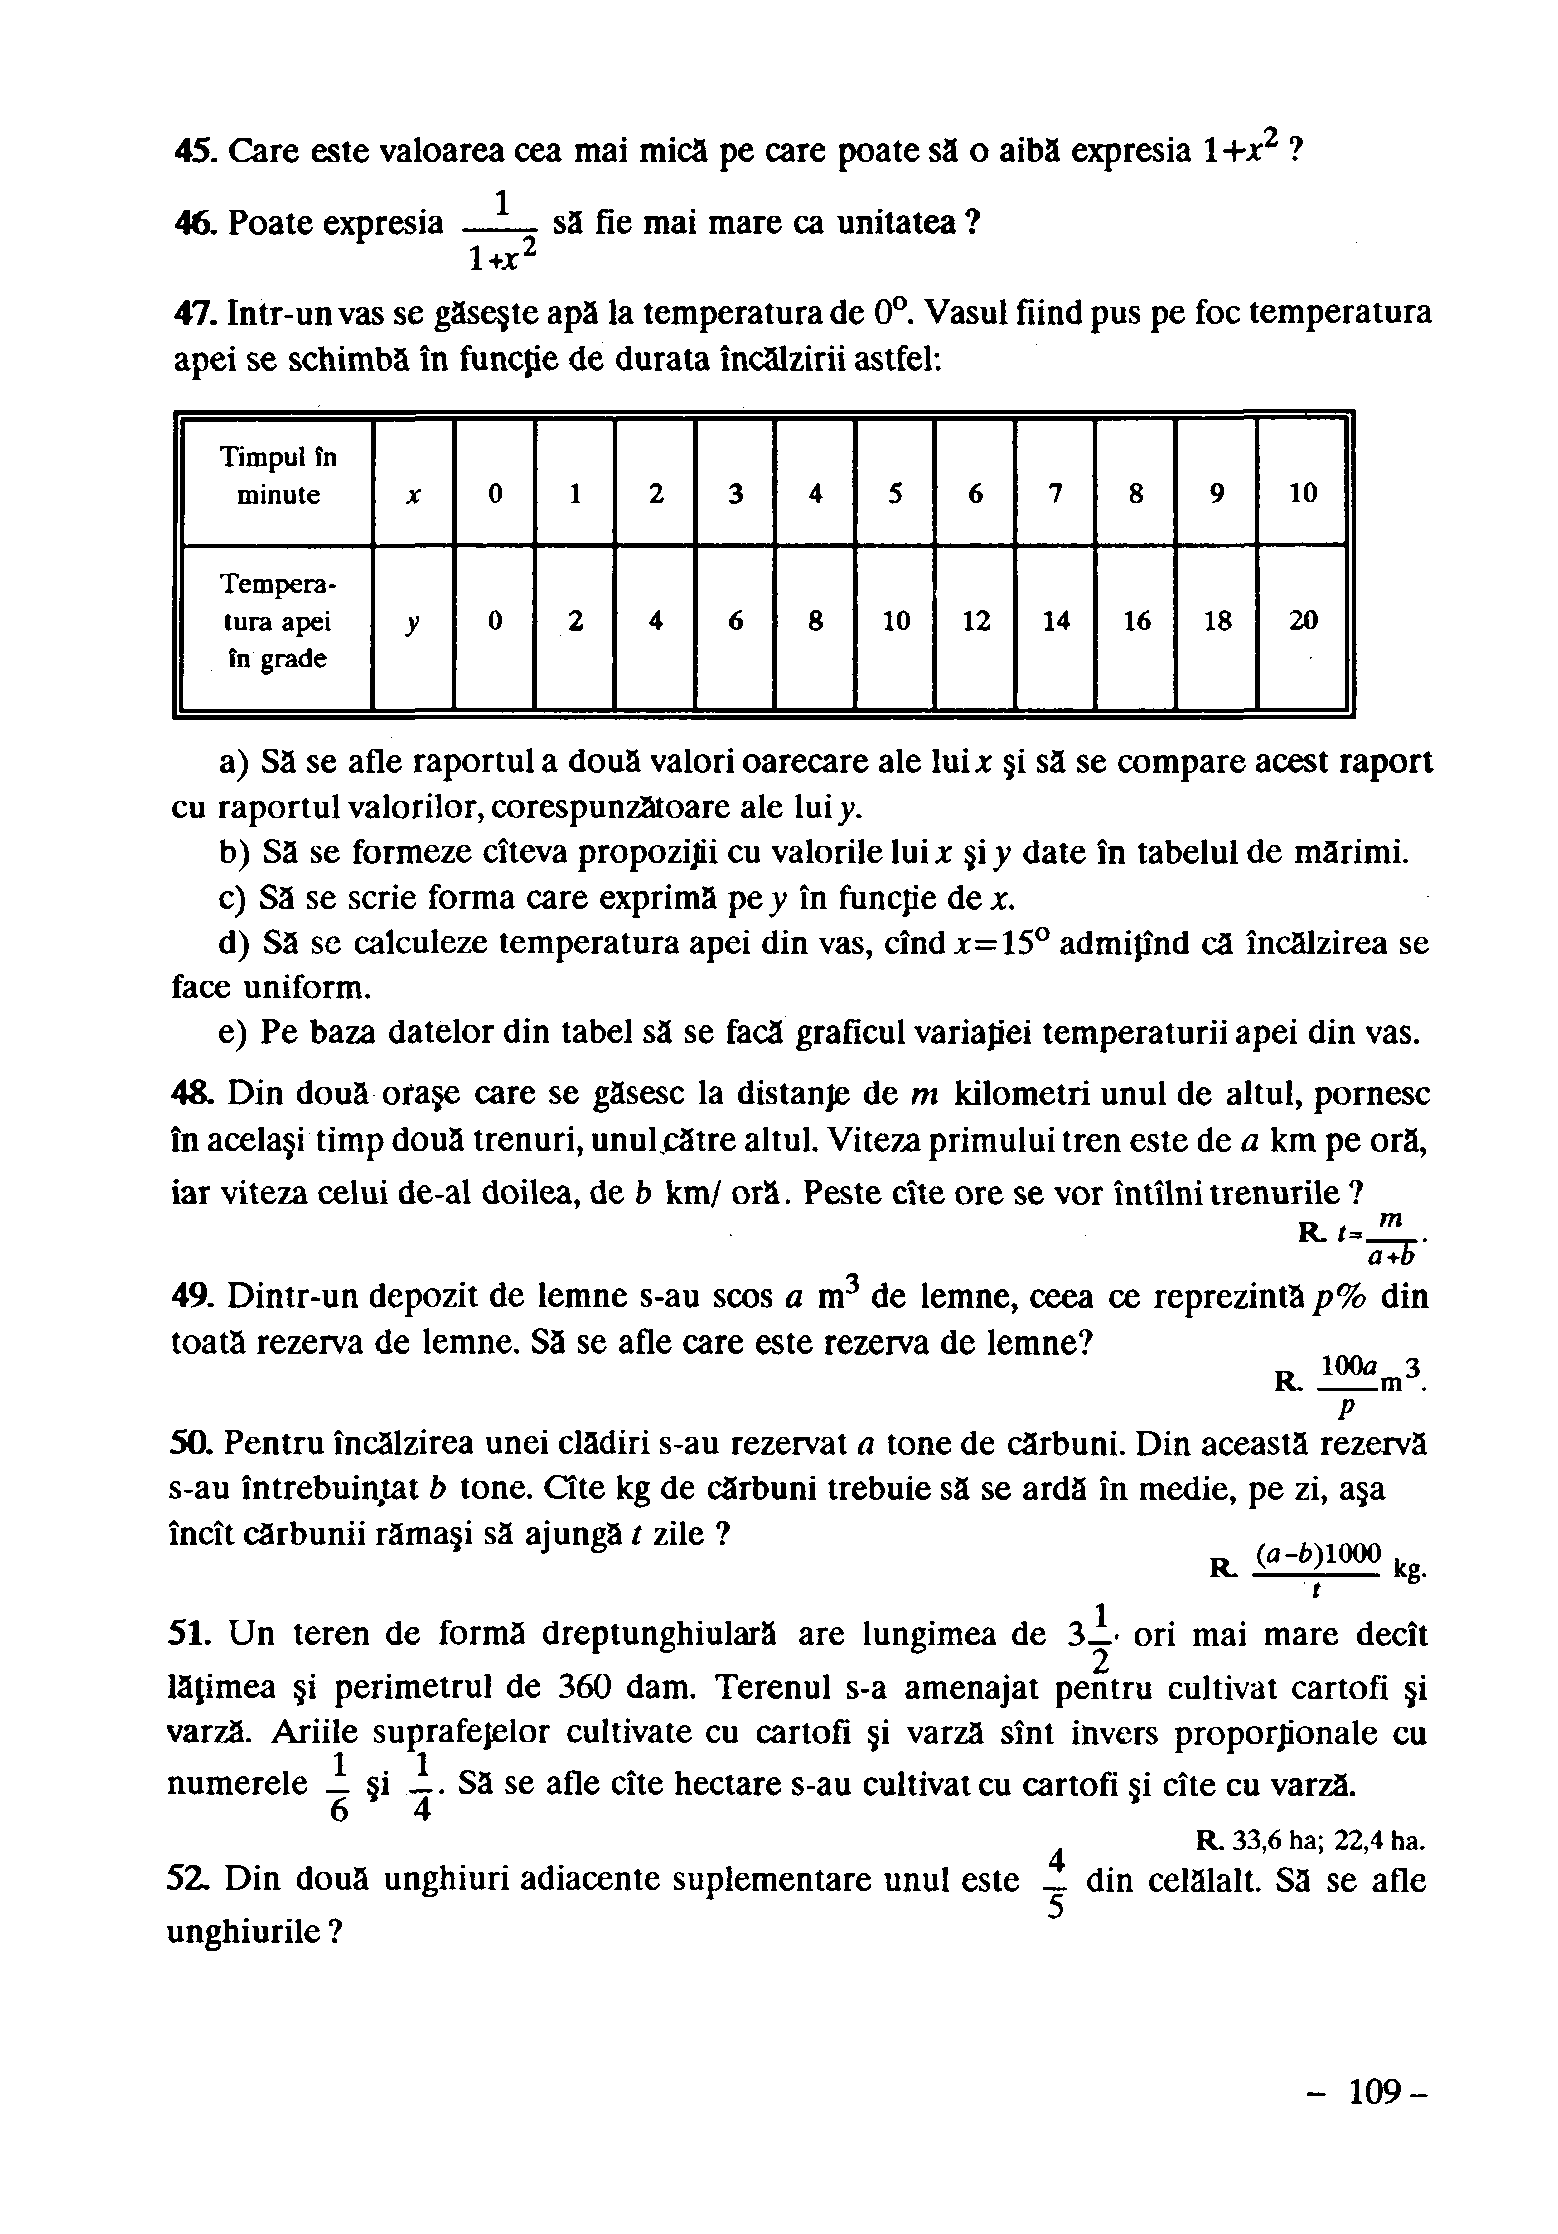 45. Care este valoarea cea mai mică pe care poate să o aibă expresia 1+x² ?
46. Poate expresia 1/(1+x²) să fie mai mare ca unitatea ?
47. Intr-un vas se găseşte apă la temperatura de 0°. Vasul fiind pus pe foc temperatura
apei se schimbă în funcţie de durata încălzirii astfel:
Timpul în minute x 0 1 2 3 4 5 6 7 8 9 10
Tempera-
tura apei y 0 2 4 6 8 10 12 14 16 18 20
în grade
a) Să se afle raportul a două valori oarecare ale lui x şi să se compare acest raport
cu raportul valorilor, corespunzătoare ale lui y.
b) Să se formeze cîteva propoziţii cu valorile lui x şi y date în tabelul de mărimi.
c) Să se scrie forma care exprimă pe y în funcţie de x.
d) Să se calculeze temperatura apei din vas, cînd x=15° admiţînd că încălzirea se
face uniform.
e) Pe baza datelor din tabel să se facă graficul variaţiei temperaturii apei din vas.
48. Din două oraşe care se găsesc la distanţe de m kilometri unul de altul, pornesc
în acelaşi timp două trenuri, unul către altul. Viteza primului tren este de a km pe oră,
iar viteza celui de-al doilea, de b km/ oră. Peste cîte ore se vor întîlni trenurile ?
R. t= m/(a+b).
49. Dintr-un depozit de lemne s-au scos a m³ de lemne, ceea ce reprezintă p% din
toată rezerva de lemne. Să se afle care este rezerva de lemne?
R. 100a/p m³.
50. Pentru încălzirea unei clădiri s-au rezervat a tone de cărbuni. Din această rezervă
s-au întrebuinţat b tone. Cîte kg de cărbuni trebuie să se ardă în medie, pe zi, aşa
încît cărbunii rămaşi să ajungă t zile ?
R. (a-b)1000/t kg.
51. Un teren de formă dreptunghiulară are lungimea de 3 1/2 ori mai mare decît
lăţimea şi perimetrul de 360 dam. Terenul s-a amenajat pentru cultivat cartofi şi
varză. Ariile suprafeţelor cultivate cu cartofi şi varză sînt invers proporţionale cu
numerele 1/6 şi 1/4. Să se afle cîte hectare s-au cultivat cu cartofi şi cîte cu varză.
R. 33,6 ha; 22,4 ha.
52. Din două unghiuri adiacente suplementare unul este 4/5 din celălalt. Să se afle
unghiurile ?
- 109 -